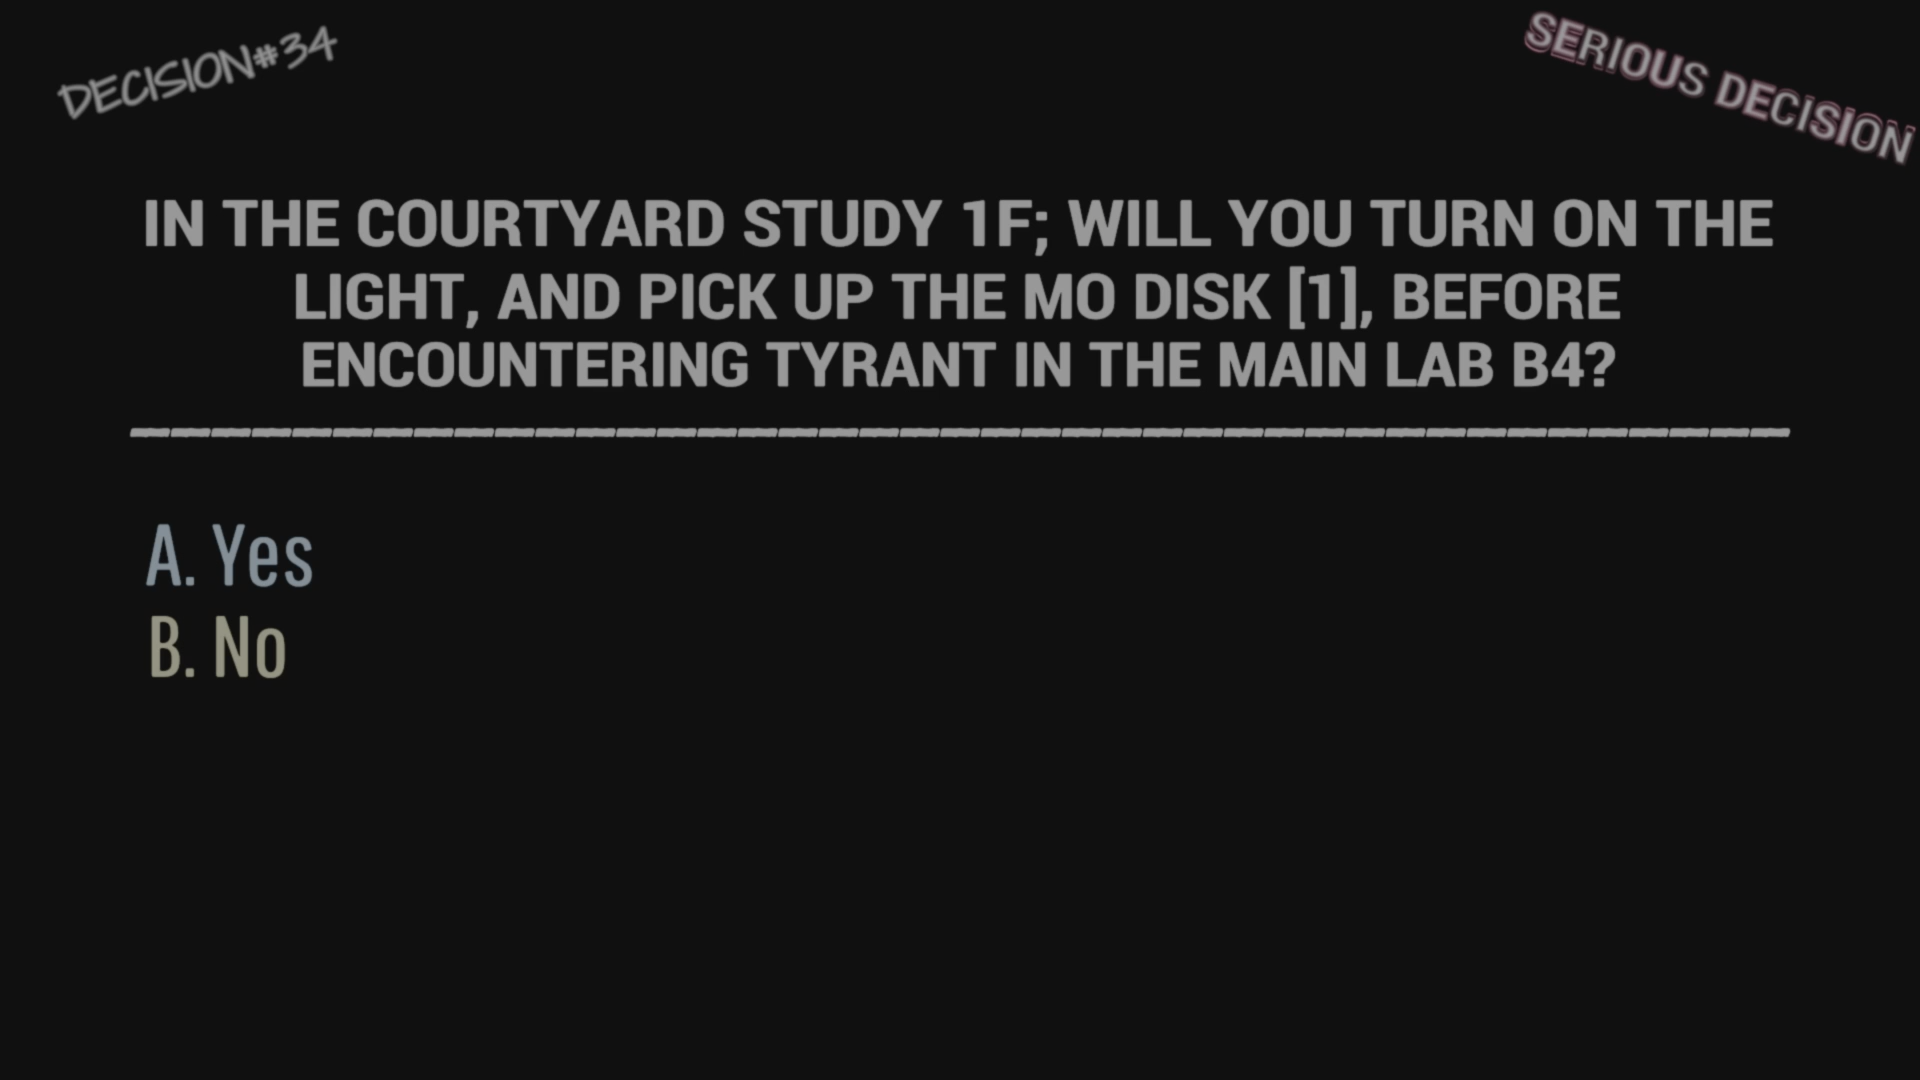 DECISION#34
SERIOUS DECISION
IN THE COURTYARD STUDY 1F; WILL YOU TURN ON THE
LIGHT, AND PICK UP THE MO DISK [1], BEFORE
ENCOUNTERING TYRANT IN THE MAIN LAB B4?
A. Yes
B. No